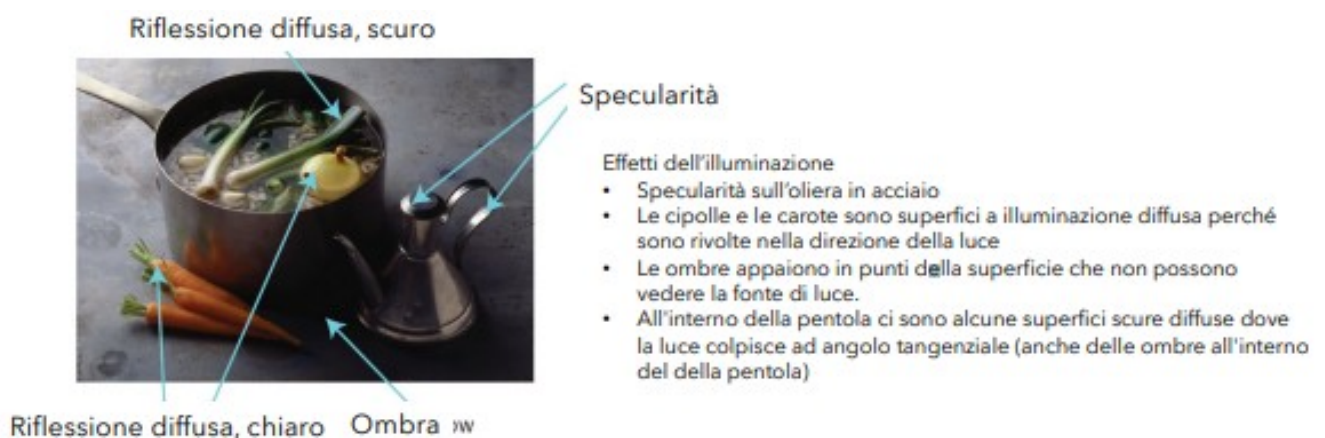 Riflessione diffusa, scuro
Specularità
Effetti dell'illuminazione
• Specularità sull'oliera in acciaio
• Le cipolle e le carote sono superfici a illuminazione diffusa perché
sono rivolte nella direzione della luce
• Le ombre appaiono in punti della superficie che non possono
vedere la fonte di luce.
• All'interno della pentola ci sono alcune superfici scure diffuse dove
la luce colpisce ad angolo tangenziale (anche delle ombre all'interno
del della pentola)
Riflessione diffusa, chiaro
Ombra ow